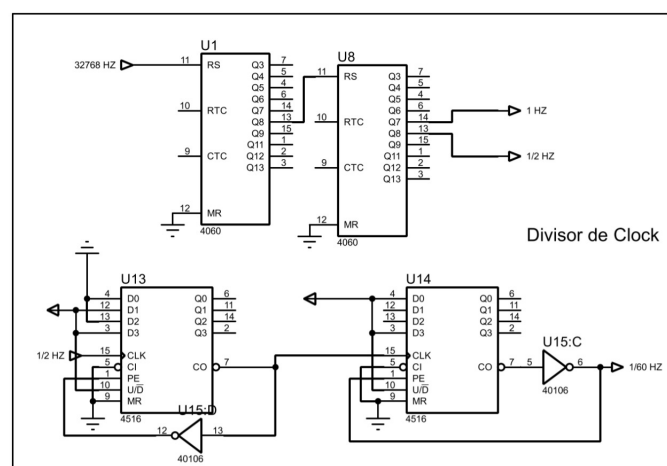 U1
32768 HZ 11 RS Q3 7
Q4 5
Q5 4
Q6 6
10 RTC Q7 14
Q8 13
Q9 15
Q11 1
9 CTC Q12 2
Q13 3
12 MR
4060
U8
11 RS Q3 7
Q4 5
Q5 4
Q6 6
10 RTC Q7 14 1 HZ
Q8 13
Q9 15
Q11 1 1/2 HZ
9 CTC Q12 2
Q13 3
12 MR
4060
Divisor de Clock
U13
4 D0 Q0 6
12 D1 Q1 11
13 D2 Q2 14
3 D3 Q3 2
1/2 HZ 15 CLK
5 CI CO 7
1 PE
10 U/D
9 MR
4516
U15:D
12 13
40106
U14
4 D0 Q0 6
12 D1 Q1 11
13 D2 Q2 14
3 D3 Q3 2
15 CLK
5 CI CO 7
1 PE
10 U/D
9 MR
4516
U15:C
5 6 1/60 HZ
40106